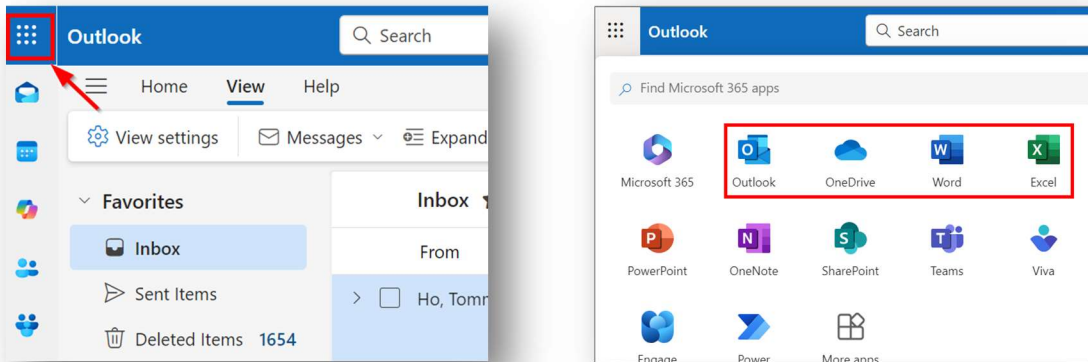 Outlook
Search
Home View Help
View settings Messages Expand
Favorites
Inbox
Inbox
From
Sent Items
Ho, Tomm
Deleted Items 1654
Outlook
Search
Find Microsoft 365 apps
Microsoft 365 Outlook OneDrive Word Excel
PowerPoint OneNote SharePoint Teams Viva
Engage Power More apps